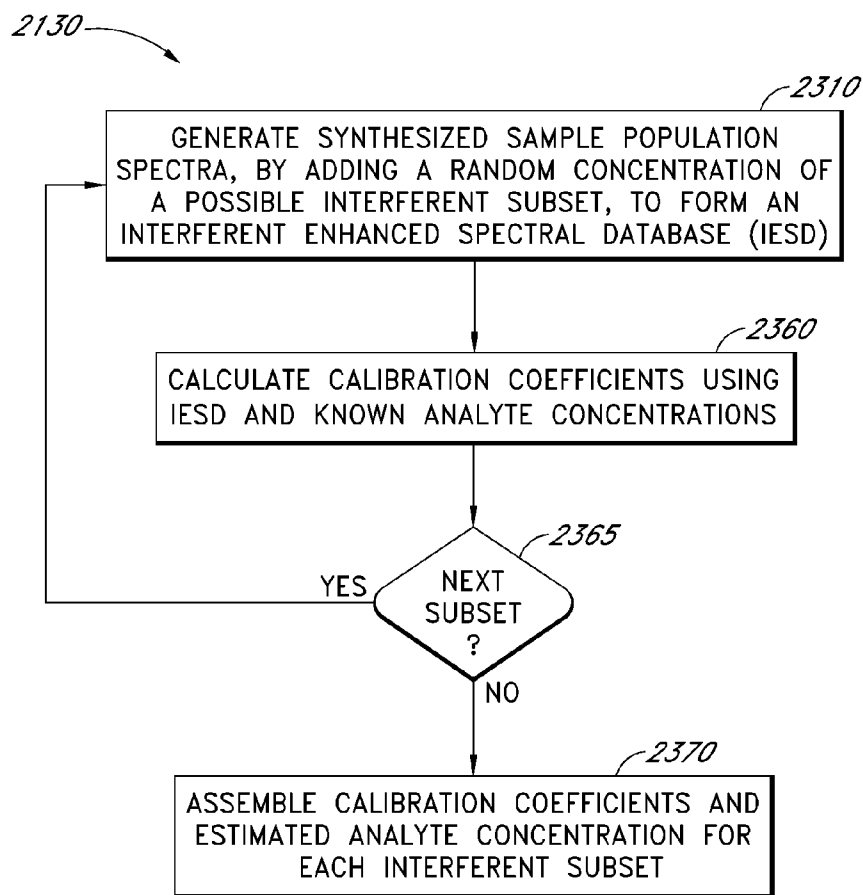 2130
2310
GENERATE SYNTHESIZED SAMPLE POPULATION
SPECTRA, BY ADDING A RANDOM CONCENTRATION OF
A POSSIBLE INTERFERENT SUBSET, TO FORM AN
INTERFERENT ENHANCED SPECTRAL DATABASE (IESD)
2360
CALCULATE CALIBRATION COEFFICIENTS USING
IESD AND KNOWN ANALYTE CONCENTRATIONS
2365
YES
NEXT
SUBSET
?
NO
2370
ASSEMBLE CALIBRATION COEFFICIENTS AND
ESTIMATED ANALYTE CONCENTRATION FOR
EACH INTERFERENT SUBSET